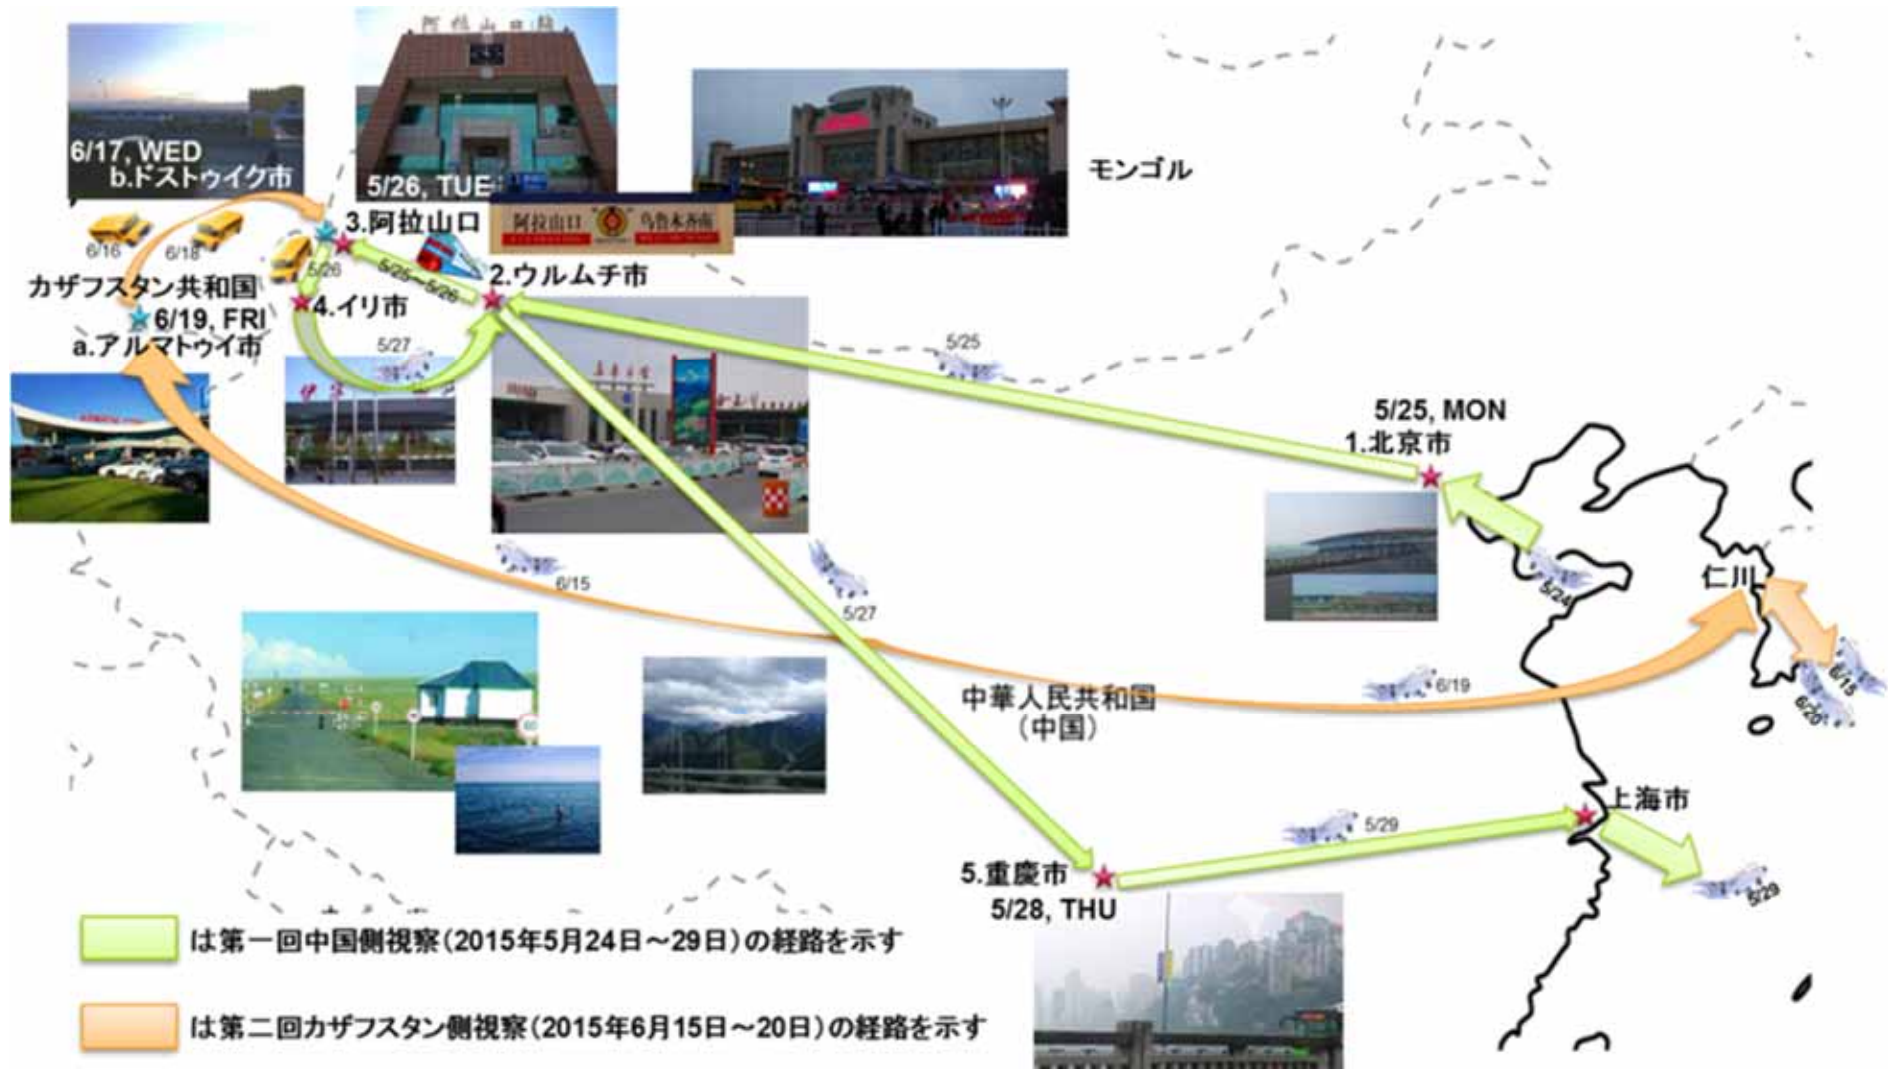 阿拉山口站
6/17, WED
b.ドストゥイク市
5/26, TUE
3.阿拉山口
阿拉山口
乌鲁木齐南
モンゴル
6/16
6/18
5/26
5/25~5/26
2.ウルムチ市
カザフスタン共和国
4.イリ市
6/19, FRI
a.アルマトゥイ市
5/27
5/25
5/25, MON
1.北京市
6/15
5/27
5/24
仁川
6/19
6/15
6/20
中華人民共和国
(中国)
上海市
5/29
5.重慶市
5/28, THU
5/29
は第一回中国側視察(2015年5月24日~29日)の経路を示す
は第二回カザフスタン側視察(2015年6月15日~20日)の経路を示す